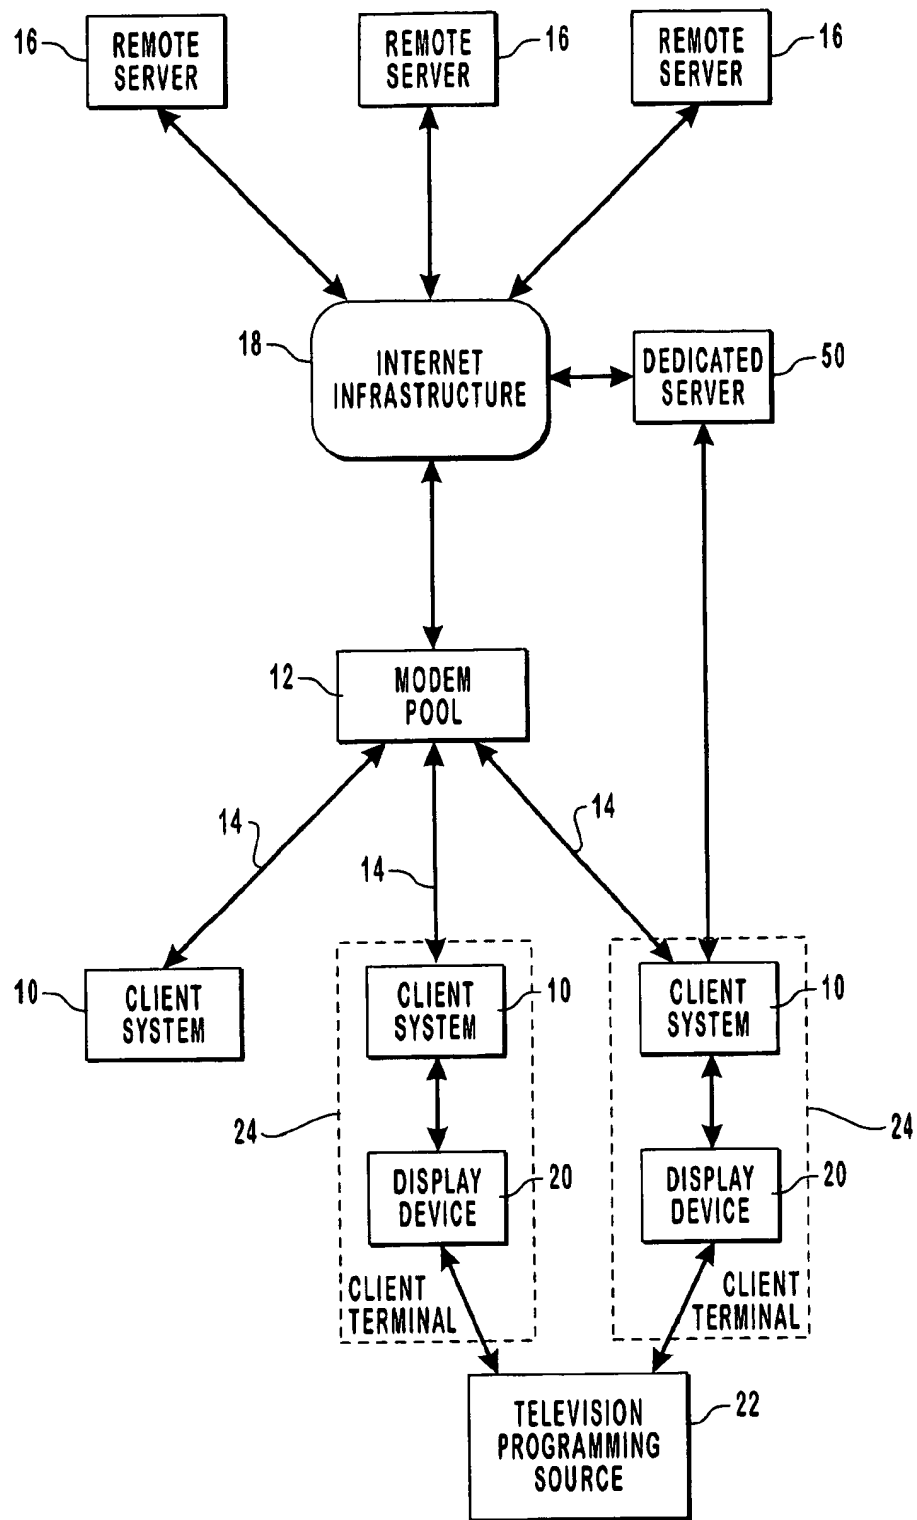 16
REMOTE
SERVER
REMOTE
SERVER
16
REMOTE
SERVER
16
18
INTERNET
INFRASTRUCTURE
DEDICATED
SERVER
50
12
MODEM
POOL
14
14
14
10
CLIENT
SYSTEM
CLIENT
SYSTEM
10
CLIENT
SYSTEM
10
24
24
DISPLAY
DEVICE
20
DISPLAY
DEVICE
20
CLIENT
TERMINAL
CLIENT
TERMINAL
TELEVISION
PROGRAMMING
SOURCE
22